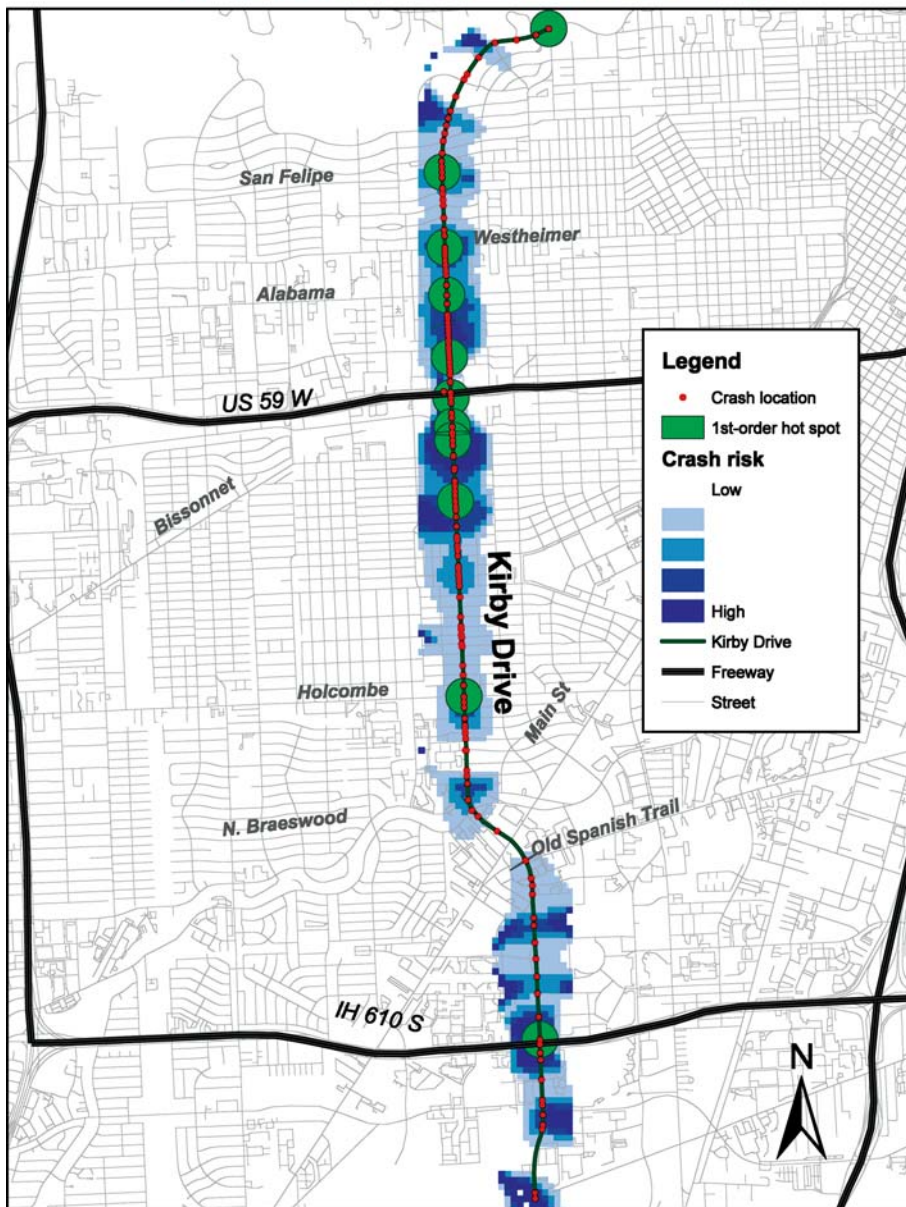 San Felipe
Westheimer
Alabama
US 59 W
Bissonnet
Kirby Drive
Holcombe
Main St
N. Braeswood
Old Spanish Trail
IH 610 S
N
Legend
Crash location
1st-order hot spot
Crash risk
Low
High
Kirby Drive
Freeway
Street